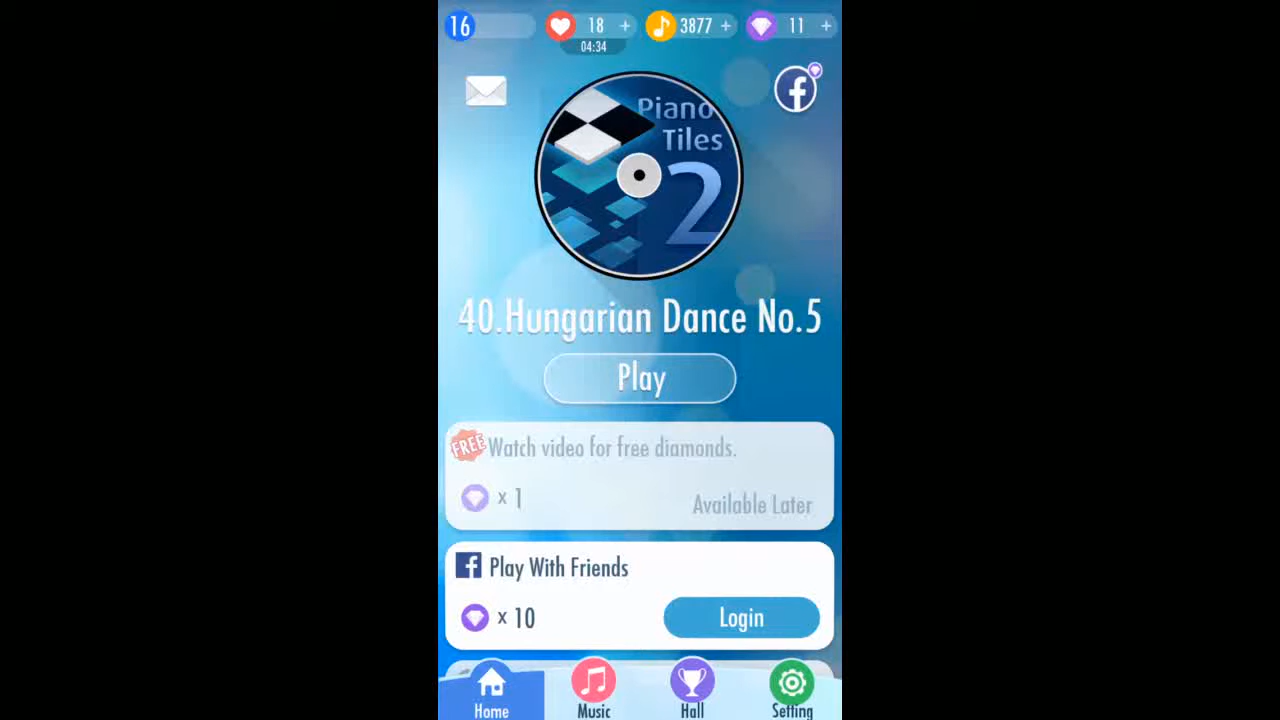 16 18 + 3877 + 11 +
04:34
Piano
Tiles
2
40.Hungarian Dance No.5
Play
FREE Watch video for free diamonds.
x 1
Available Later
f Play With Friends
x 10
Login
Home Music Hall Setting